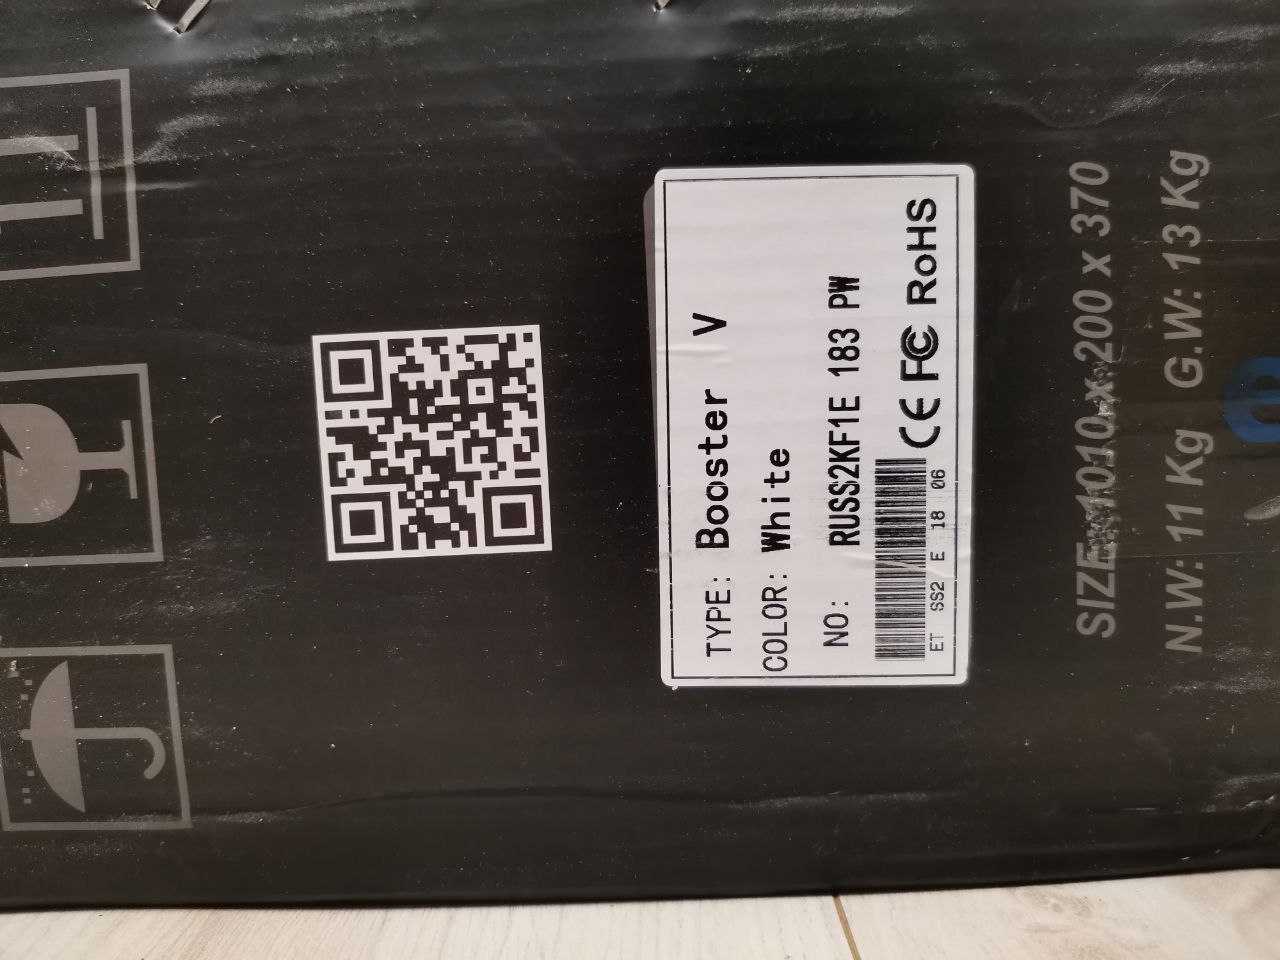 TYPE: Booster V
COLOR: White
NO: RUSS2KF1E 183 PW
CE FC RoHS
ET SS2 E 18 06
1010 x 200 x 370
N.W: 11 Kg G.W: 13 Kg